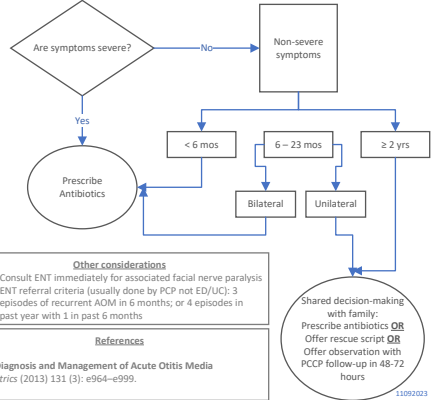 Are symptoms severe?
No
Non-severe
symptoms
Yes
< 6 mos
6 – 23 mos
≥ 2 yrs
Prescribe
Antibiotics
Bilateral
Unilateral
Other considerations
Consult ENT immediately for associated facial nerve paralysis
ENT referral criteria (usually done by PCP not ED/UC): 3
episodes of recurrent AOM in 6 months; or 4 episodes in
past year with 1 in past 6 months
References
Diagnosis and Management of Acute Otitis Media
trics (2013) 131 (3): e964–e999.
Shared decision-making
with family:
Prescribe antibiotics OR
Offer rescue script OR
Offer observation with
PCCP follow-up in 48-72
hours
11092023